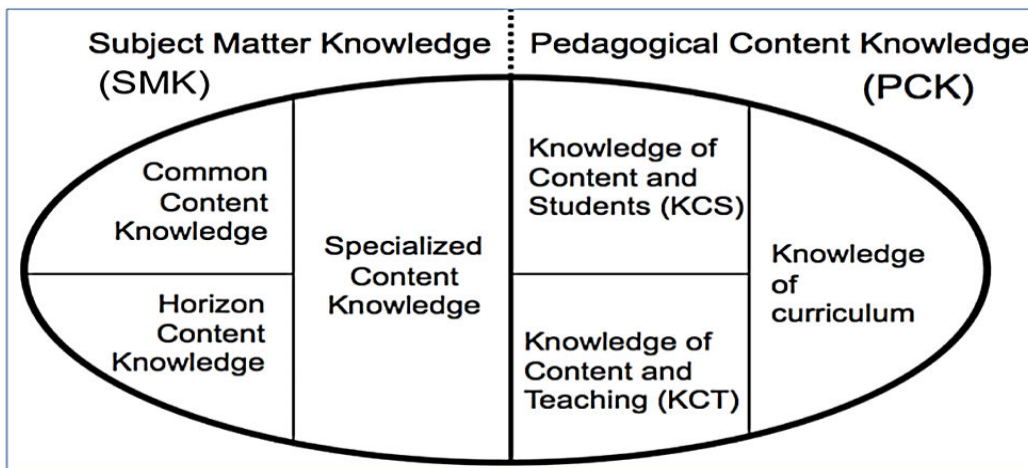 Subject Matter Knowledge
(SMK)
Common
Content
Knowledge
Horizon
Content
Knowledge
Specialized
Content
Knowledge
Pedagogical Content Knowledge
(PCK)
Knowledge of
Content and
Students (KCS)
Knowledge of
Content and
Teaching (KCT)
Knowledge
of
curriculum